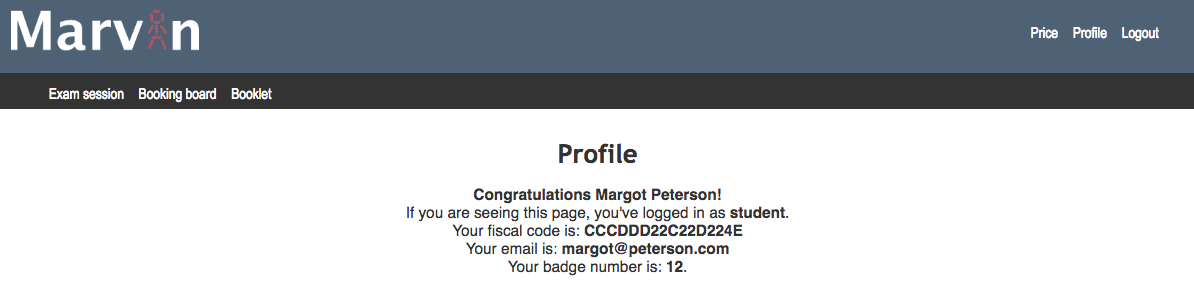 Marvin
Price Profile Logout
Exam session Booking board Booklet
Profile
Congratulations Margot Peterson!
If you are seeing this page, you've logged in as student.
Your fiscal code is: CCCDDD22C22D224E
Your email is: margot@peterson.com
Your badge number is: 12.